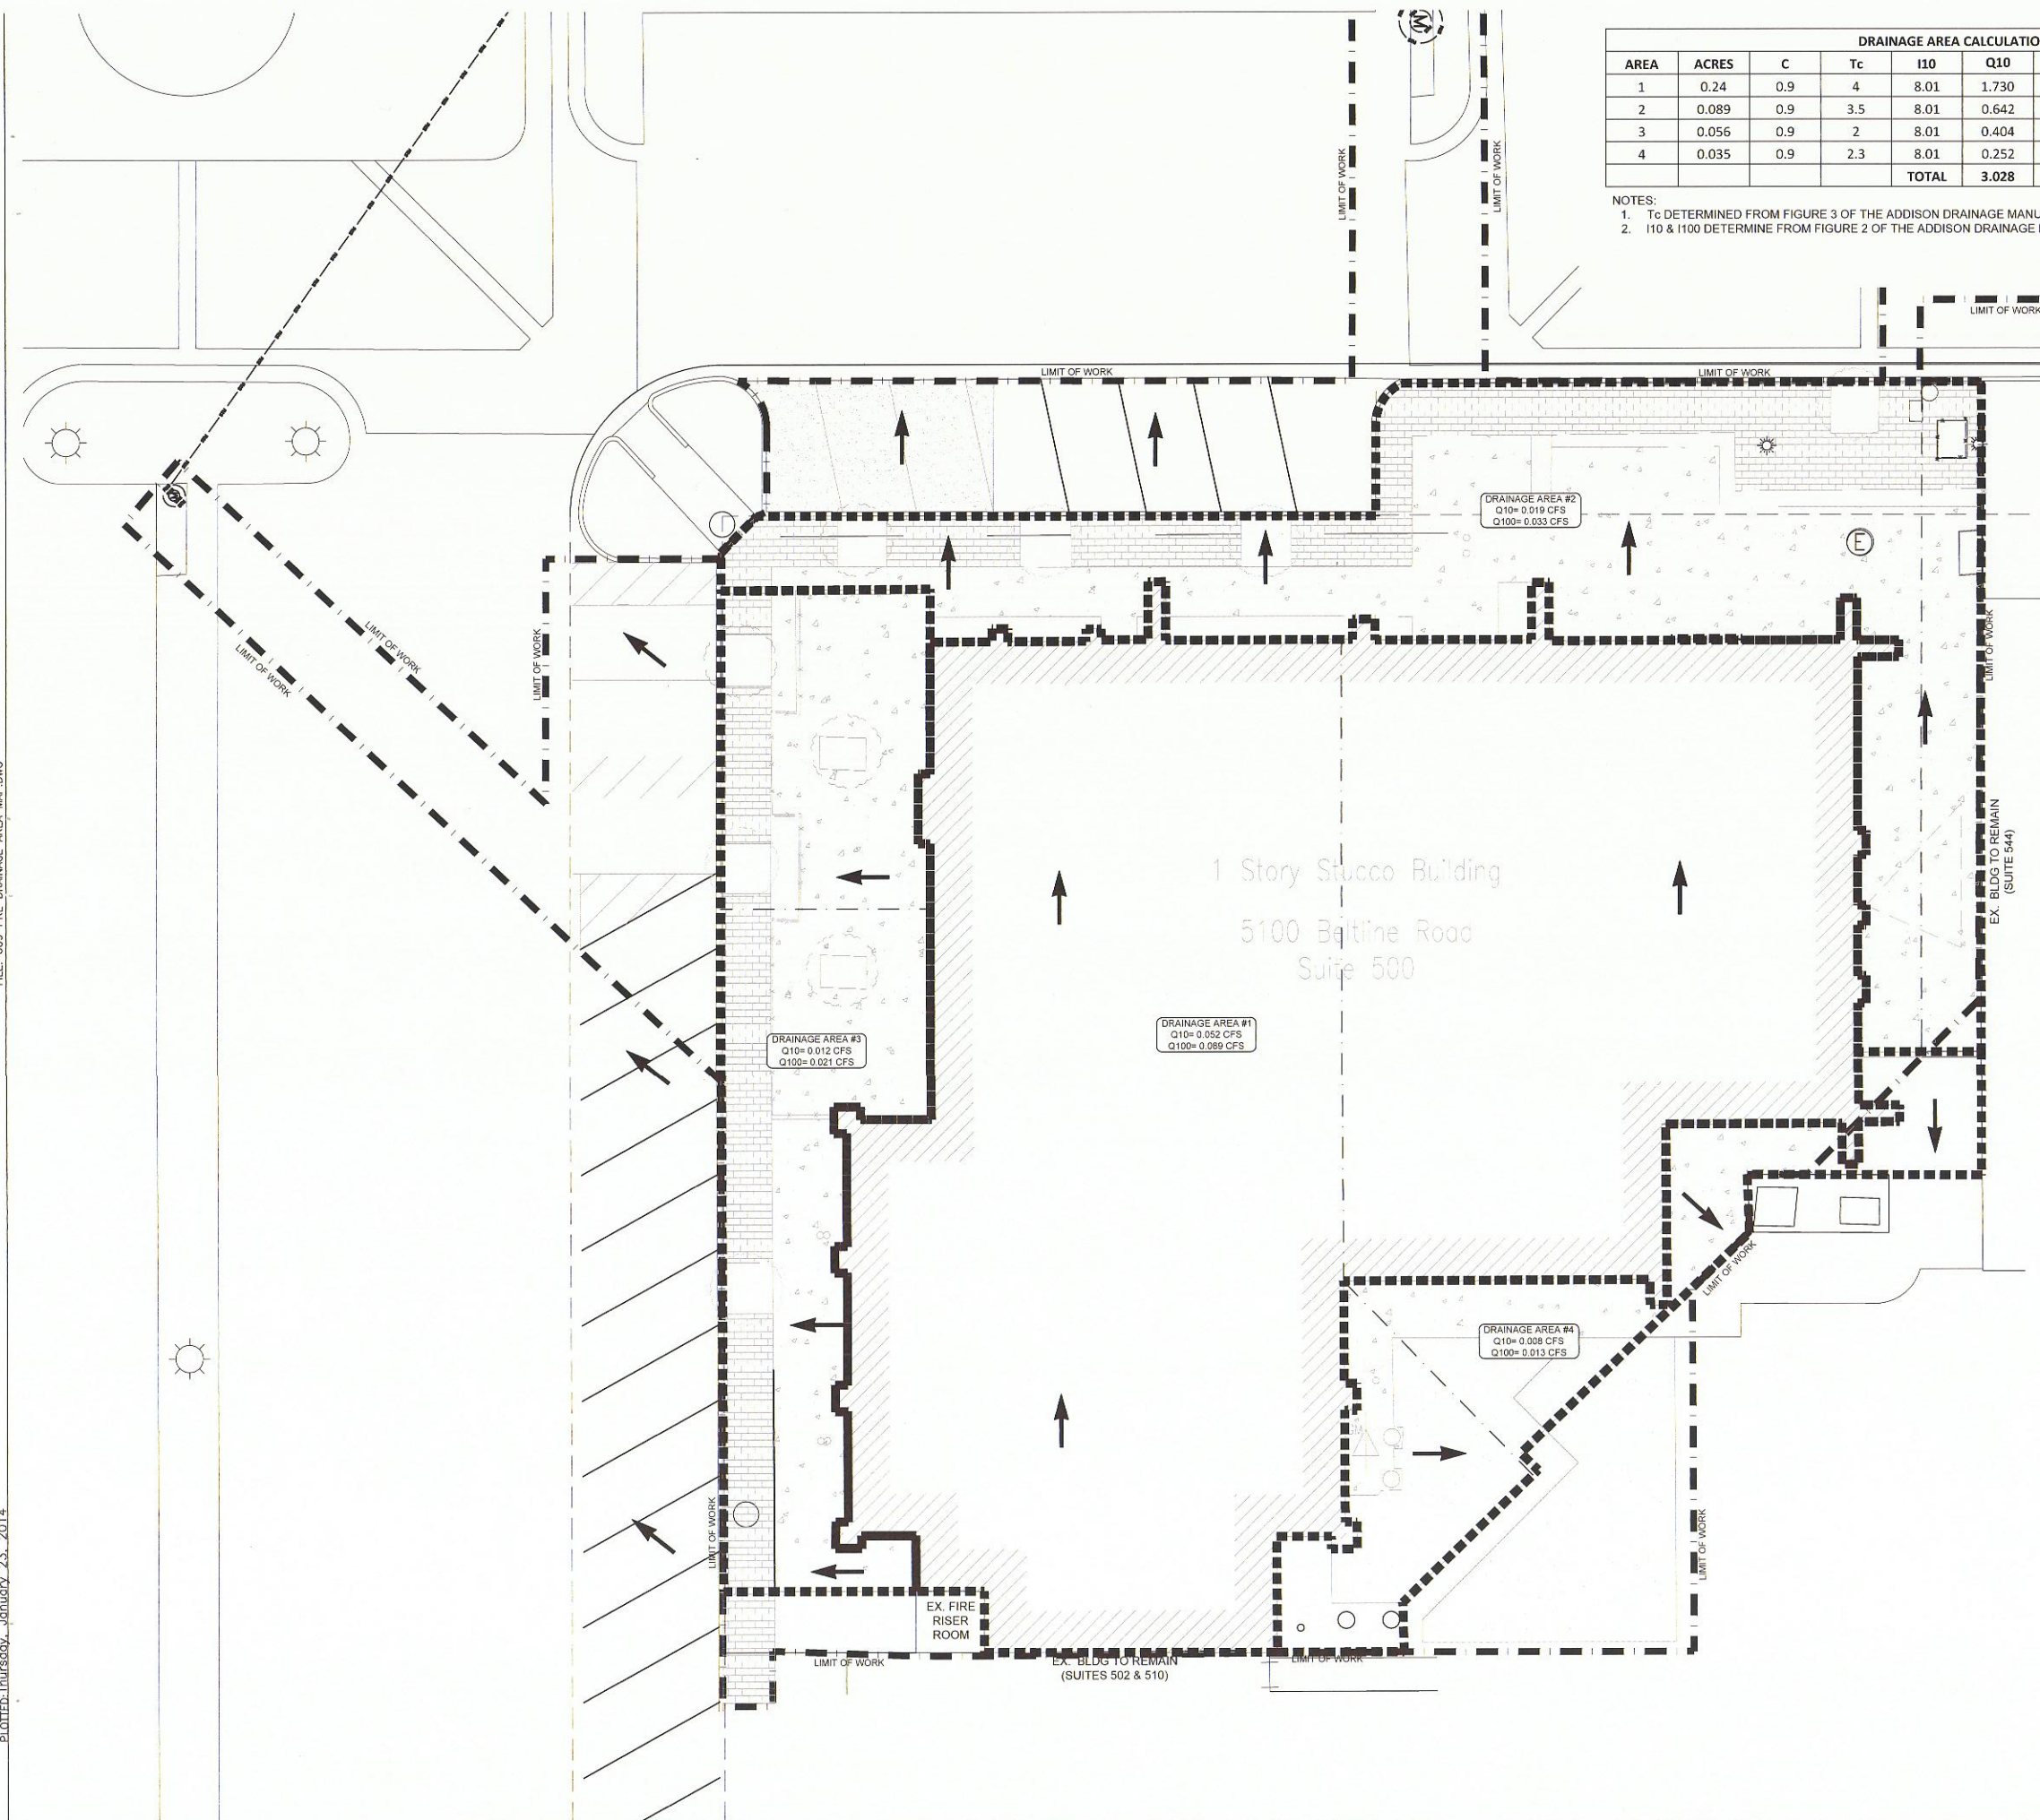 DRAINAGE AREA CALCULATIO
AREA ACRES C Tc I10 Q10
1 0.24 0.9 4 8.01 1.730
2 0.089 0.9 3.5 8.01 0.642
3 0.056 0.9 2 8.01 0.404
4 0.035 0.9 2.3 8.01 0.252
TOTAL 3.028
NOTES:
1. Tc DETERMINED FROM FIGURE 3 OF THE ADDISON DRAINAGE MANU
2. I10 & I100 DETERMINE FROM FIGURE 2 OF THE ADDISON DRAINAGE
M
LIMIT OF WORK
LIMIT OF WORK
LIMIT OF WORK
LIMIT OF WORK
LIMIT OF WORK
DRAINAGE AREA #2
Q10= 0.019 CFS
Q100= 0.033 CFS
E
LIMIT OF WORK
LIMIT OF WORK
LIMIT OF WORK
LIMIT OF WORK
EX. BLDG TO REMAIN
(SUITE 544)
1 Story Stucco Building
5100 Beltline Road
Suite 500
DRAINAGE AREA #3
Q10= 0.012 CFS
Q100= 0.021 CFS
DRAINAGE AREA #1
Q10= 0.052 CFS
Q100= 0.089 CFS
LIMIT OF WORK
DRAINAGE AREA #4
Q10= 0.008 CFS
Q100= 0.013 CFS
LIMIT OF WORK
LIMIT OF WORK
EX. FIRE
RISER
ROOM
LIMIT OF WORK
EX. BLDG TO REMAIN
(SUITES 502 & 510)
LIMIT OF WORK
PLOTTED: Thursday, January 23, 2014